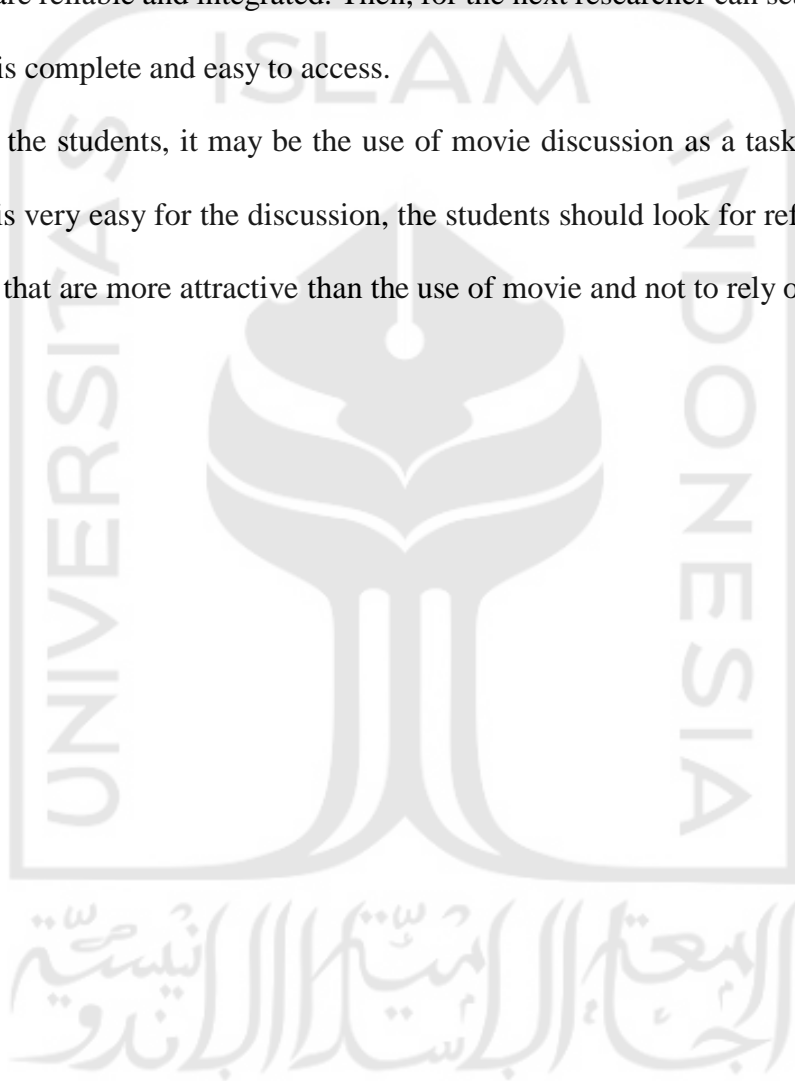 are reliable and integrated. Then, for the next researcher can
is complete and easy to access.
the students, it may be the use of movie discussion as a task
is very easy for the discussion, the students should look for
that are more attractive than the use of movie and not to rely
ISLAM
UNIVERSITAS
INDONESIA